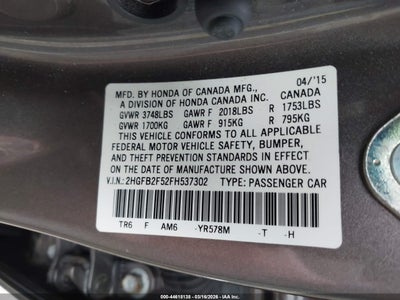 MFD. BY HONDA OF CANADA MFG., CANADA 04/'15
A DIVISION OF HONDA CANADA INC.
GVWR 3748LBS GAWR F 2018LBS R 1753LBS
GVWR 1700KG GAWR F 915KG R 795KG
THIS VEHICLE CONFORMS TO ALL APPLICABLE
FEDERAL MOTOR VEHICLE SAFETY, BUMPER,
AND THEFT PREVENTION STANDARDS IN EFFECT
ON THE DATE OF MANUFACTURE SHOWN ABOVE.
V.I.N.: 2HGFB2F52FH537302 TYPE: PASSENGER CAR
TR6 F AM6 -YR578M -T -H
© 44618138 - 03/16/2026 - IAA, Inc.